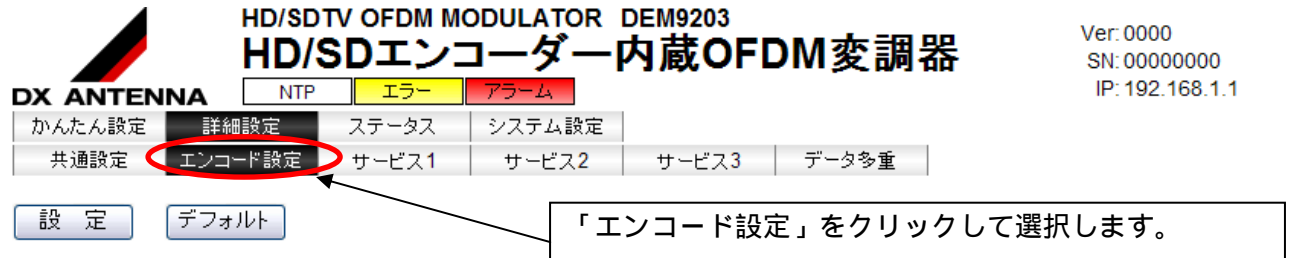 HD/SDTV OFDM MODULATOR DEM9203
HD/SDエンコーダー内蔵OFDM変調器
Ver: 0000
SN: 00000000
IP: 192.168.1.1
DX ANTENNA
NTP エラー アラーム
かんたん設定 詳細設定 ステータス システム設定
共通設定 エンコード設定 サービス1 サービス2 サービス3 データ多重
設 定 デフォルト
「エンコード設定」をクリックして選択します。